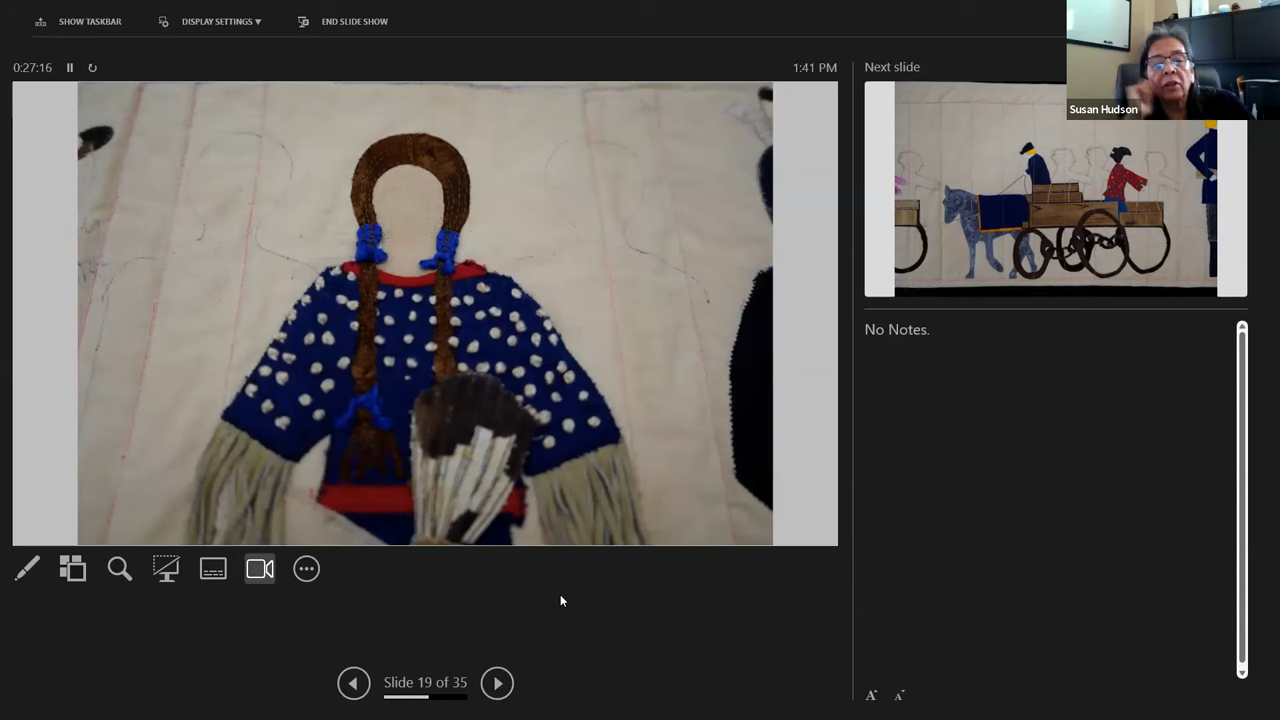 SHOW TASKBAR
DISPLAY SETTINGS ▼
END SLIDE SHOW
0:27:16
1:41 PM
Next slide
Susan Hudson
No Notes.
Slide 19 of 35
A
A